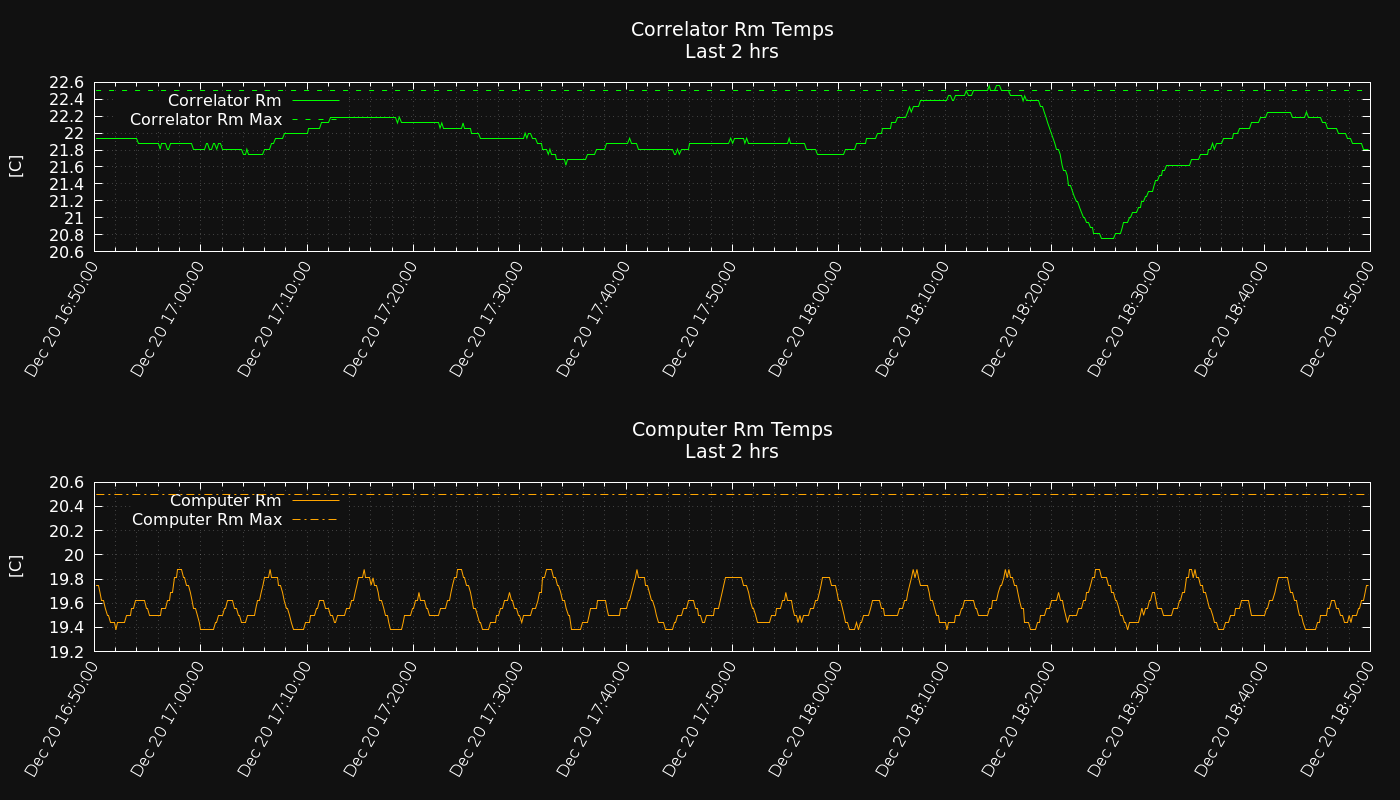 Correlator Rm Temps
Last 2 hrs
[C]
22.6
22.4
22.2
22
21.8
21.6
21.4
21.2
21
20.8
20.6
Correlator Rm
Correlator Rm Max
Dec 20 16:50:00
Dec 20 17:00:00
Dec 20 17:10:00
Dec 20 17:20:00
Dec 20 17:30:00
Dec 20 17:40:00
Dec 20 17:50:00
Dec 20 18:00:00
Dec 20 18:10:00
Dec 20 18:20:00
Dec 20 18:30:00
Dec 20 18:40:00
Dec 20 18:50:00
Computer Rm Temps
Last 2 hrs
[C]
20.6
20.4
20.2
20
19.8
19.6
19.4
19.2
Computer Rm
Computer Rm Max
Dec 20 16:50:00
Dec 20 17:00:00
Dec 20 17:10:00
Dec 20 17:20:00
Dec 20 17:30:00
Dec 20 17:40:00
Dec 20 17:50:00
Dec 20 18:00:00
Dec 20 18:10:00
Dec 20 18:20:00
Dec 20 18:30:00
Dec 20 18:40:00
Dec 20 18:50:00